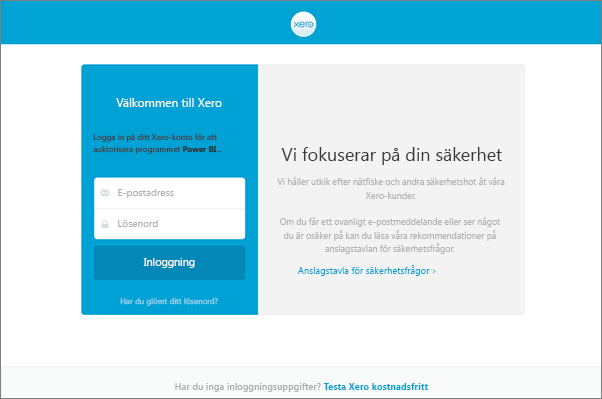 xero
Välkommen till Xero
Logga in på ditt Xero-konto för att
auktorisera programmet Power BI.
E-postadress
Lösenord
Inloggning
Har du glömt ditt lösenord?
Vi fokuserar på din säkerhet
Vi håller utkik efter nätfiske och andra säkerhetshot åt våra
Xero-kunder.
Om du får ett ovanligt e-postmeddelande eller ser något
du är osäker på kan du läsa våra rekommendationer på
anslagstavlan för säkerhetsfrågor.
Anslagstavla för säkerhetsfrågor ›
Har du inga inloggningsuppgifter? Testa Xero kostnadsfritt